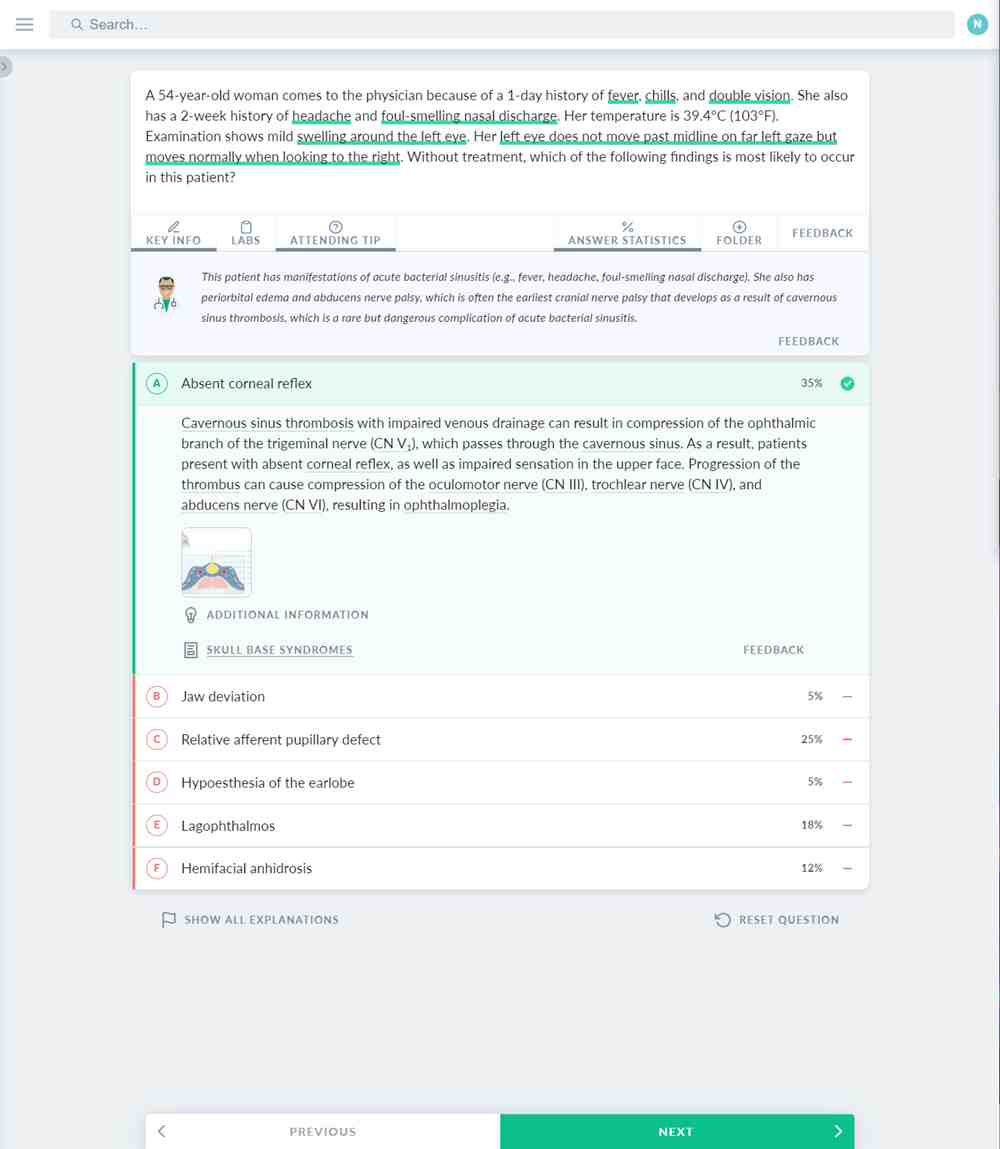 Search...
N
A 54-year-old woman comes to the physician because of a 1-day history of fever, chills, and double vision. She also
has a 2-week history of headache and foul-smelling nasal discharge. Her temperature is 39.4°C (103°F).
Examination shows mild swelling around the left eye. Her left eye does not move past midline on far left gaze but
moves normally when looking to the right. Without treatment, which of the following findings is most likely to occur
in this patient?
KEY INFO LABS ATTENDING TIP ANSWER STATISTICS FOLDER FEEDBACK
This patient has manifestations of acute bacterial sinusitis (e.g., fever, headache, foul-smelling nasal discharge). She also has
periorbital edema and abducens nerve palsy, which is often the earliest cranial nerve palsy that develops as a result of cavernous
sinus thrombosis, which is a rare but dangerous complication of acute bacterial sinusitis.
FEEDBACK
A Absent corneal reflex 35%
Cavernous sinus thrombosis with impaired venous drainage can result in compression of the ophthalmic
branch of the trigeminal nerve (CN V₁), which passes through the cavernous sinus. As a result, patients
present with absent corneal reflex, as well as impaired sensation in the upper face. Progression of the
thrombus can cause compression of the oculomotor nerve (CN III), trochlear nerve (CN IV), and
abducens nerve (CN VI), resulting in ophthalmoplegia.
ADDITIONAL INFORMATION
SKULL BASE SYNDROMES FEEDBACK
B Jaw deviation 5%
C Relative afferent pupillary defect 25%
D Hypoesthesia of the earlobe 5%
E Lagophthalmos 18%
F Hemifacial anhidrosis 12%
SHOW ALL EXPLANATIONS RESET QUESTION
PREVIOUS NEXT